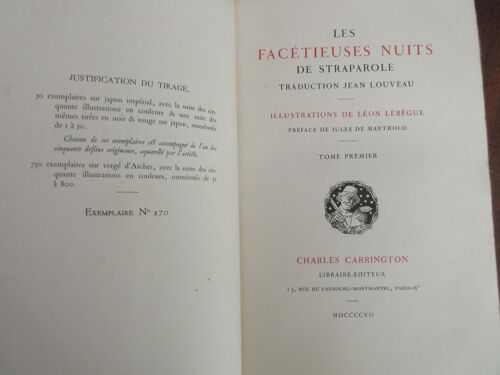 JUSTIFICATION DU TIRAGE
30 exemplaires sur japon impérial, avec la suite des cin-
quante illustrations en couleurs & une suite des
mêmes tirées en noir & rouge sur japon, numérotés
de 1 à 30.
Chacun de ces exemplaires est accompagné de l'un des
cinquante dessins originaux, aquarellé par l'artiste.
770 exemplaires sur vergé d'Arches, avec la suite des
cinquante illustrations en couleurs, numérotés de 31
à 800.
EXEMPLAIRE No 270
LES
FACÉTIEUSES NUITS
DE STRAPAROLE
TRADUCTION JEAN LOUVEAU
ILLUSTRATIONS DE LÉON LEBÈGUE
PRÉFACE DE JULES DE MARTHOLD
TOME PREMIER
CHARLES CARRINGTON
LIBRAIRE-ÉDITEUR
13, RUE DU FAUBOURG-MONTMARTRE, PARIS-IXe
MDCCCCVII